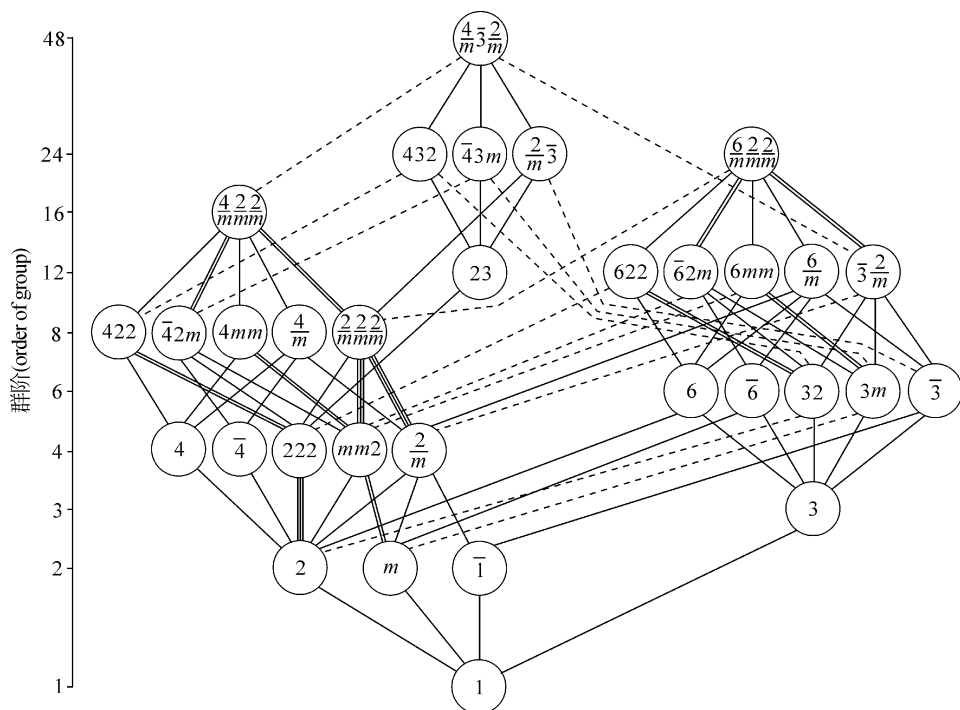 48
4/m 3̅ 2/m
24
432
4̅3m
2/m 3̅
6/m 2/m 2/m
16
4/m 2/m 2/m
12
23
622
6̅2m
6mm
6/m
3̅ 2/m
8
422
4̅2m
4mm
4/m
2/m 2/m 2/m
6
6
6̅
32
3m
3̅
4
4
4̅
222
mm2
2/m
3
3
2
2
m
1̅
1
1
群阶(order of group)